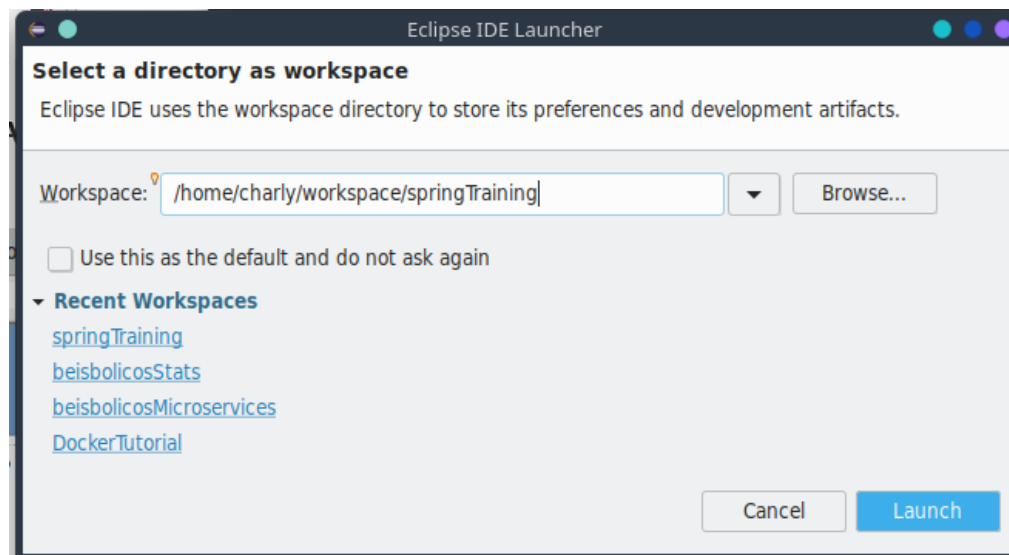 Eclipse IDE Launcher
Select a directory as workspace
Eclipse IDE uses the workspace directory to store its preferences and development artifacts.
Workspace: /home/charly/workspace/springTraining Browse...
Use this as the default and do not ask again
Recent Workspaces
springTraining
beisbolicosStats
beisbolicosMicroservices
DockerTutorial
Cancel Launch